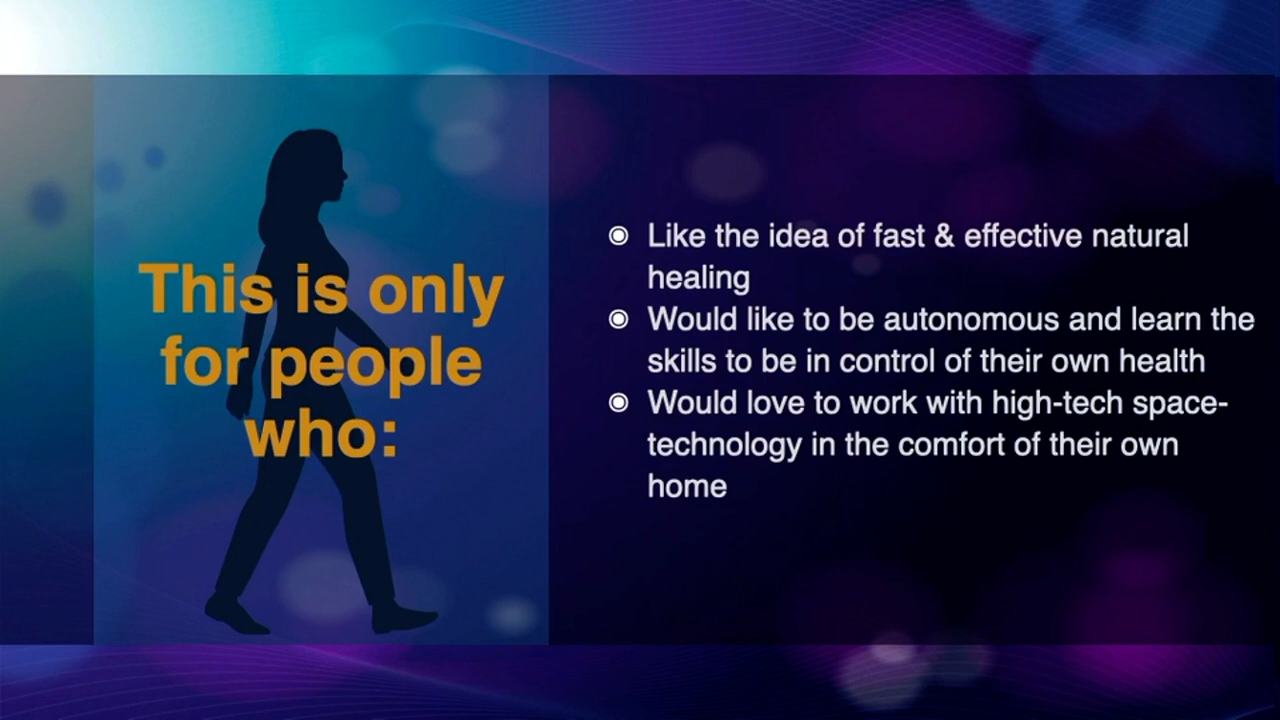 This is only
for people
who:
◉ Like the idea of fast & effective natural
healing
◉ Would like to be autonomous and learn the
skills to be in control of their own health
◉ Would love to work with high-tech space-
technology in the comfort of their own
home